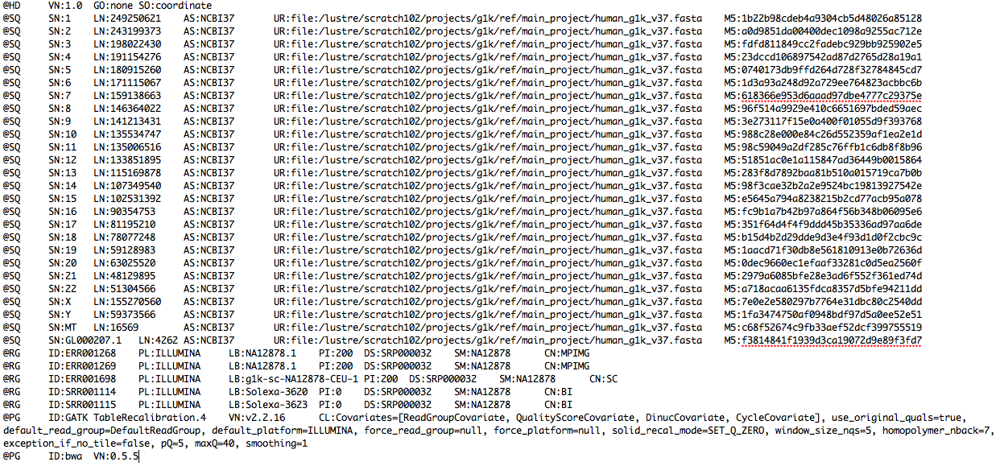 @HD VN:1.0 GO:none SO:coordinate
@SQ SN:1 LN:249250621 AS:NCBI37 UR:file:/lustre/scratch102/projects/g1k/ref/main_project/human_g1k_v37.fasta M5:1b22b98cdeb4a9304cb5d48026a85128
@SQ SN:2 LN:243199373 AS:NCBI37 UR:file:/lustre/scratch102/projects/g1k/ref/main_project/human_g1k_v37.fasta M5:a0d9851da00400dec1098a9255ac712e
@SQ SN:3 LN:198022430 AS:NCBI37 UR:file:/lustre/scratch102/projects/g1k/ref/main_project/human_g1k_v37.fasta M5:fdfd811849cc2fadebc929bb925902e5
@SQ SN:4 LN:191154276 AS:NCBI37 UR:file:/lustre/scratch102/projects/g1k/ref/main_project/human_g1k_v37.fasta M5:23dccd106897542ad87d2765d28a19a1
@SQ SN:5 LN:180915260 AS:NCBI37 UR:file:/lustre/scratch102/projects/g1k/ref/main_project/human_g1k_v37.fasta M5:0740173db9ffd264d728f32784845cd7
@SQ SN:6 LN:171115067 AS:NCBI37 UR:file:/lustre/scratch102/projects/g1k/ref/main_project/human_g1k_v37.fasta M5:1d3a93a248d92a729ee764823acbbc6b
@SQ SN:7 LN:159138663 AS:NCBI37 UR:file:/lustre/scratch102/projects/g1k/ref/main_project/human_g1k_v37.fasta M5:618366e953d6aaad97dbe4777c29375e
@SQ SN:8 LN:146364022 AS:NCBI37 UR:file:/lustre/scratch102/projects/g1k/ref/main_project/human_g1k_v37.fasta M5:96f514a9929e410c6651697bded59aec
@SQ SN:9 LN:141213431 AS:NCBI37 UR:file:/lustre/scratch102/projects/g1k/ref/main_project/human_g1k_v37.fasta M5:3e273117f15e0a400f01055d9f393768
@SQ SN:10 LN:135534747 AS:NCBI37 UR:file:/lustre/scratch102/projects/g1k/ref/main_project/human_g1k_v37.fasta M5:988c28e000e84c26d552359af1ea2e1d
@SQ SN:11 LN:135006516 AS:NCBI37 UR:file:/lustre/scratch102/projects/g1k/ref/main_project/human_g1k_v37.fasta M5:98c59049a2df285c76ffb1c6db8f8b96
@SQ SN:12 LN:133851895 AS:NCBI37 UR:file:/lustre/scratch102/projects/g1k/ref/main_project/human_g1k_v37.fasta M5:51851ac0e1a115847ad36449b0015864
@SQ SN:13 LN:115169878 AS:NCBI37 UR:file:/lustre/scratch102/projects/g1k/ref/main_project/human_g1k_v37.fasta M5:283f8d7892baa81b510a015719ca7b0b
@SQ SN:14 LN:107349540 AS:NCBI37 UR:file:/lustre/scratch102/projects/g1k/ref/main_project/human_g1k_v37.fasta M5:98f3cae32b2a2e9524bc19813927542e
@SQ SN:15 LN:102531392 AS:NCBI37 UR:file:/lustre/scratch102/projects/g1k/ref/main_project/human_g1k_v37.fasta M5:e5645a794a8238215b2cd77acb95a078
@SQ SN:16 LN:90354753 AS:NCBI37 UR:file:/lustre/scratch102/projects/g1k/ref/main_project/human_g1k_v37.fasta M5:fc9b1a7b42b97a864f56b348b06095e6
@SQ SN:17 LN:81195210 AS:NCBI37 UR:file:/lustre/scratch102/projects/g1k/ref/main_project/human_g1k_v37.fasta M5:351f64d4f4f9ddd45b35336ad97aa6de
@SQ SN:18 LN:78077248 AS:NCBI37 UR:file:/lustre/scratch102/projects/g1k/ref/main_project/human_g1k_v37.fasta M5:b15d4b2d29dde9d3e4f93d1d0f2cbc9c
@SQ SN:19 LN:59128983 AS:NCBI37 UR:file:/lustre/scratch102/projects/g1k/ref/main_project/human_g1k_v37.fasta M5:1aacd71f30db8e561810913e0b72636d
@SQ SN:20 LN:63025520 AS:NCBI37 UR:file:/lustre/scratch102/projects/g1k/ref/main_project/human_g1k_v37.fasta M5:0dec9660ec1efaaf33281c0d5ea2560f
@SQ SN:21 LN:48129895 AS:NCBI37 UR:file:/lustre/scratch102/projects/g1k/ref/main_project/human_g1k_v37.fasta M5:2979a6085bfe28e3ad6f552f361ed74d
@SQ SN:22 LN:51304566 AS:NCBI37 UR:file:/lustre/scratch102/projects/g1k/ref/main_project/human_g1k_v37.fasta M5:a718acaa6135fdca8357d5bfe94211dd
@SQ SN:X LN:155270560 AS:NCBI37 UR:file:/lustre/scratch102/projects/g1k/ref/main_project/human_g1k_v37.fasta M5:7e0e2e580297b7764e31dbc80c2540dd
@SQ SN:Y LN:59373566 AS:NCBI37 UR:file:/lustre/scratch102/projects/g1k/ref/main_project/human_g1k_v37.fasta M5:1fa3474750af0948bdf97d5a0ee52e51
@SQ SN:MT LN:16569 AS:NCBI37 UR:file:/lustre/scratch102/projects/g1k/ref/main_project/human_g1k_v37.fasta M5:c68f52674c9fb33aef52dcf399755519
@SQ SN:GL000207.1 LN:4262 AS:NCBI37 UR:file:/lustre/scratch102/projects/g1k/ref/main_project/human_g1k_v37.fasta M5:f3814841f1939d3ca19072d9e89f3fd7
@RG ID:ERR001268 PL:ILLUMINA LB:NA12878.1 PI:200 DS:SRP000032 SM:NA12878 CN:MPIMG
@RG ID:ERR001269 PL:ILLUMINA LB:NA12878.1 PI:200 DS:SRP000032 SM:NA12878 CN:MPIMG
@RG ID:ERR001698 PL:ILLUMINA LB:g1k-sc-NA12878-CEU-1 PI:200 DS:SRP000032 SM:NA12878 CN:SC
@RG ID:SRR001114 PL:ILLUMINA LB:Solexa-3620 PI:0 DS:SRP000032 SM:NA12878 CN:BI
@RG ID:SRR001115 PL:ILLUMINA LB:Solexa-3623 PI:0 DS:SRP000032 SM:NA12878 CN:BI
@PG ID:GATK TableRecalibration.4 VN:v2.2.16 CL:Covariates=[ReadGroupCovariate, QualityScoreCovariate, DinucCovariate, CycleCovariate], use_original_quals=true,
default_read_group=DefaultReadGroup, default_platform=ILLUMINA, force_read_group=null, force_platform=null, solid_recal_mode=SET_Q_ZERO, window_size_nqs=5, homopolymer_nback=7,
exception_if_no_tile=false, pQ=5, maxQ=40, smoothing=1
@PG ID:bwa VN:0.5.5